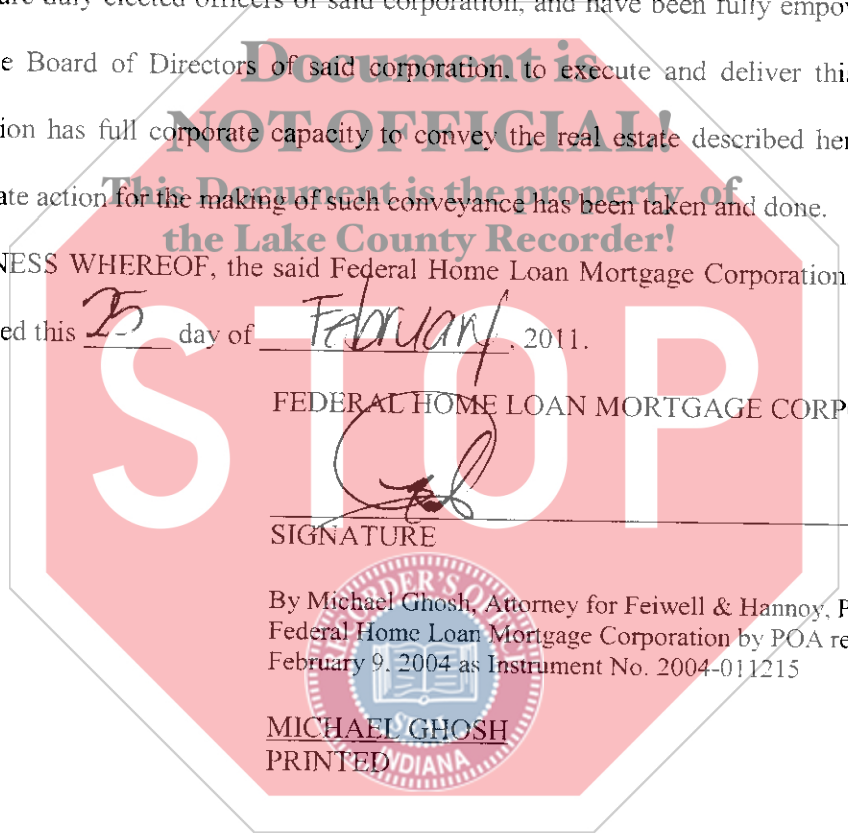 are duly elected officers of said corporation, and have been fully empo
e Board of Directors of said corporation, to execute and deliver this
Document is
ion has full corporate capacity to convey the real estate described her
NOT OFFICIAL!
ate action for the making of such conveyance has been taken and done.
This Document is the property of
the Lake County Recorder!
NESS WHEREOF, the said Federal Home Loan Mortgage Corporation
ed this 25 day of February, 2011.
STOP
FEDERAL HOME LOAN MORTGAGE CORP
SIGNATURE
By Michael Ghosh, Attorney for Feiwell & Hannoy, P
Federal Home Loan Mortgage Corporation by POA re
February 9, 2004 as Instrument No. 2004-011215
MICHAEL GHOSH
PRINTED
RECORDER'S OFFICE
SEAL
INDIANA